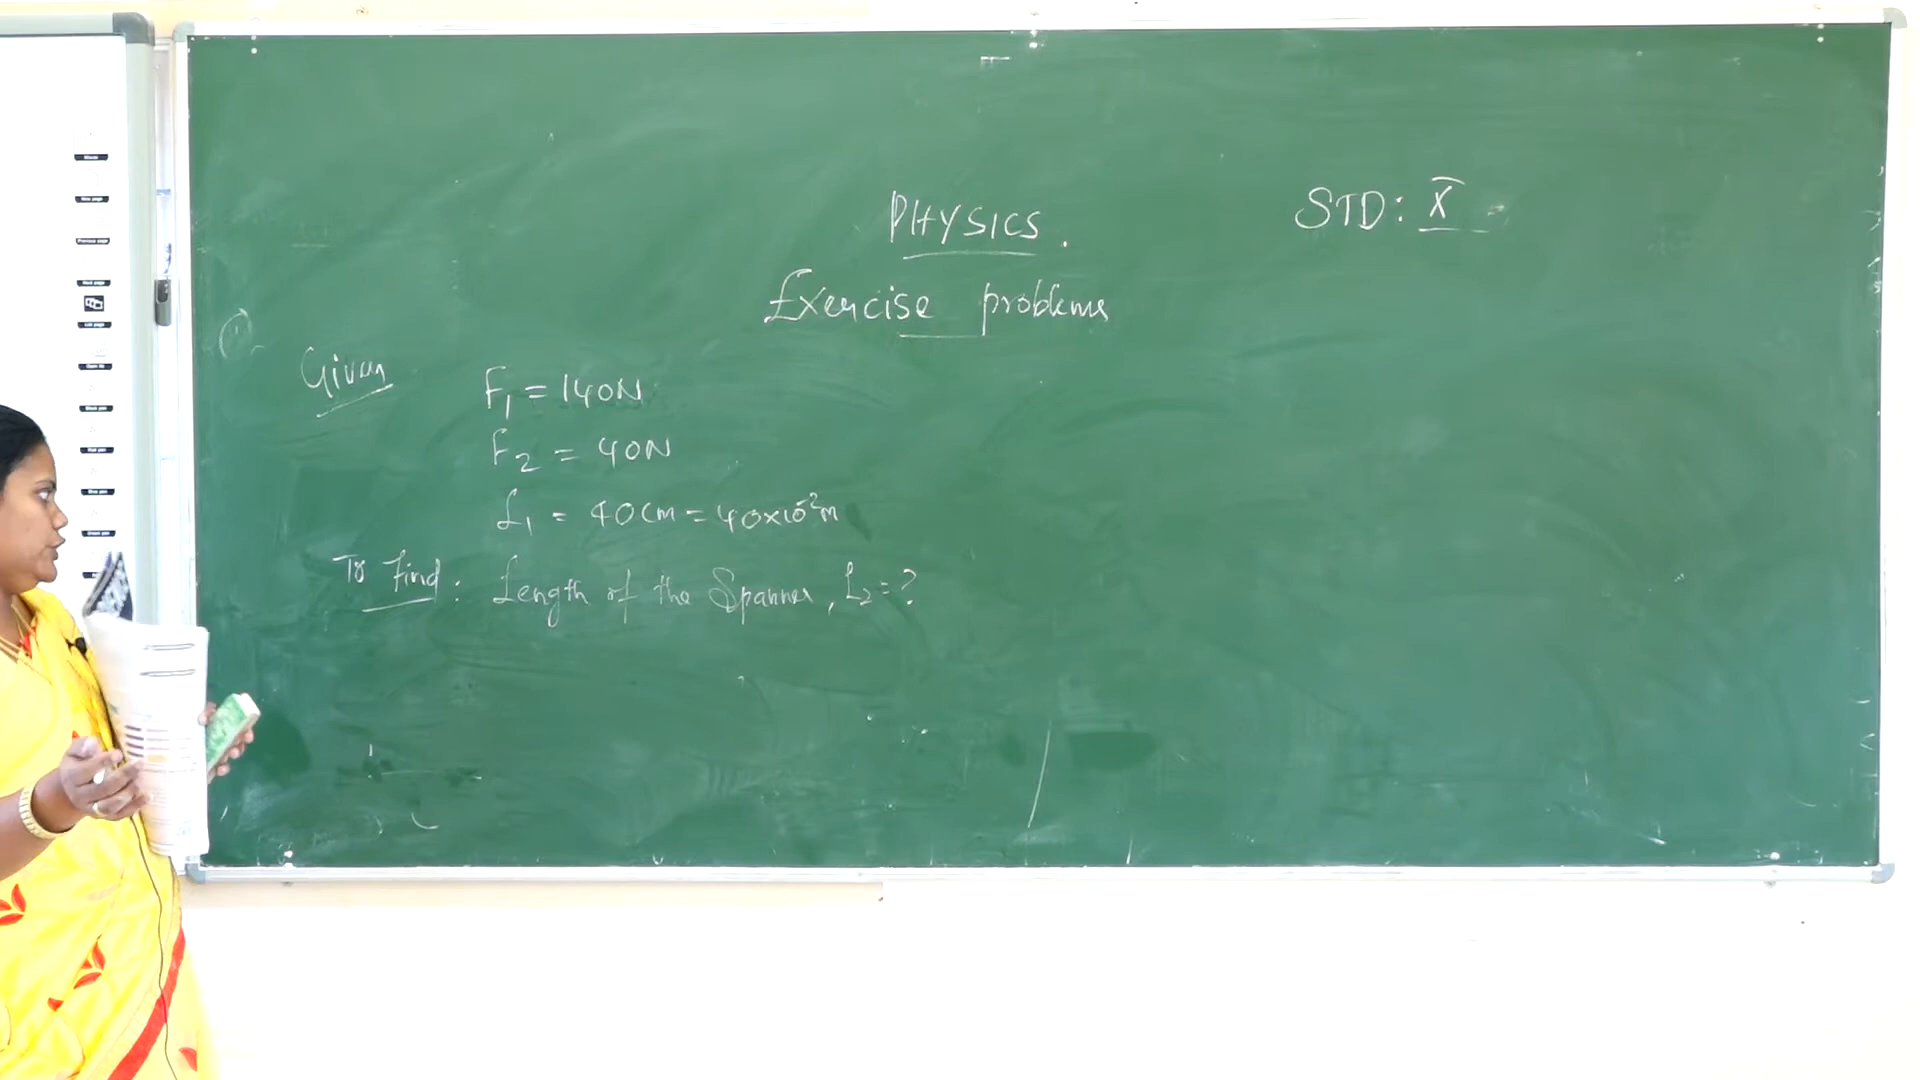 PHYSICS.
STD: X
Exercise problems
Given
F₁ = 140N
F₂ = 40N
L₁ = 40cm = 40x10⁻²m
To Find: Length of the Spanner, L₂=?